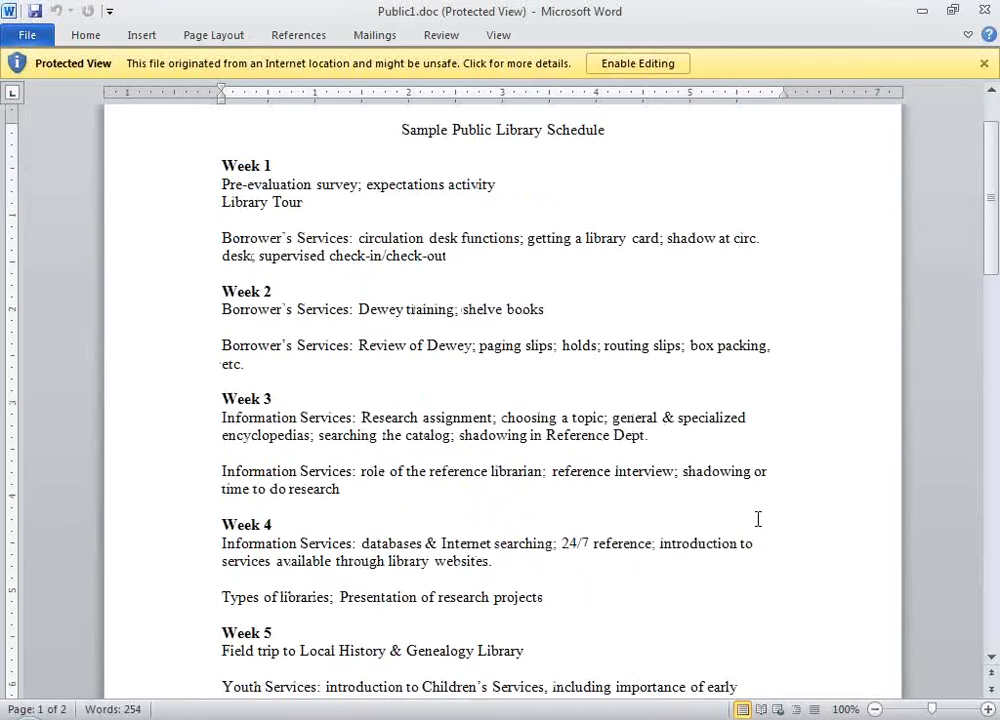 Public1.doc (Protected View) - Microsoft Word
File Home Insert Page Layout References Mailings Review View
Protected View This file originated from an Internet location and might be unsafe. Click for more details. Enable Editing
1 1 2 3 4 5 7
Sample Public Library Schedule
Week 1
Pre-evaluation survey; expectations activity
Library Tour
Borrower's Services: circulation desk functions; getting a library card; shadow at circ.
desk; supervised check-in/check-out
Week 2
Borrower's Services: Dewey training; shelve books
Borrower's Services: Review of Dewey; paging slips; holds; routing slips; box packing,
etc.
Week 3
Information Services: Research assignment; choosing a topic; general & specialized
encyclopedias; searching the catalog; shadowing in Reference Dept.
Information Services: role of the reference librarian; reference interview; shadowing or
time to do research
Week 4
Information Services: databases & Internet searching; 24/7 reference; introduction to
services available through library websites.
Types of libraries; Presentation of research projects
Week 5
Field trip to Local History & Genealogy Library
Youth Services: introduction to Children's Services, including importance of early
Page: 1 of 2 Words: 254 100%